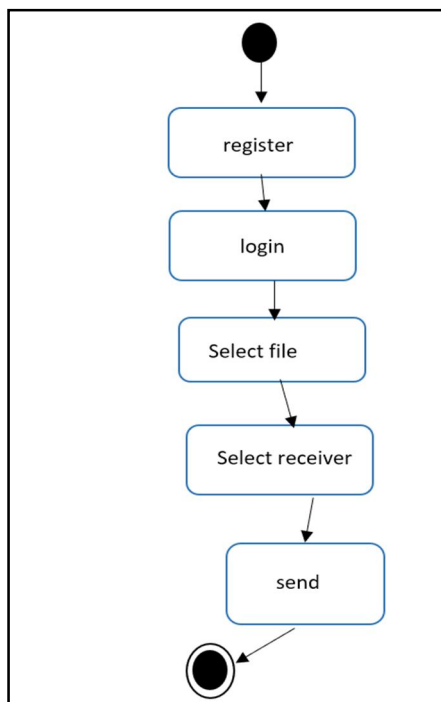 register
login
Select file
Select receiver
send